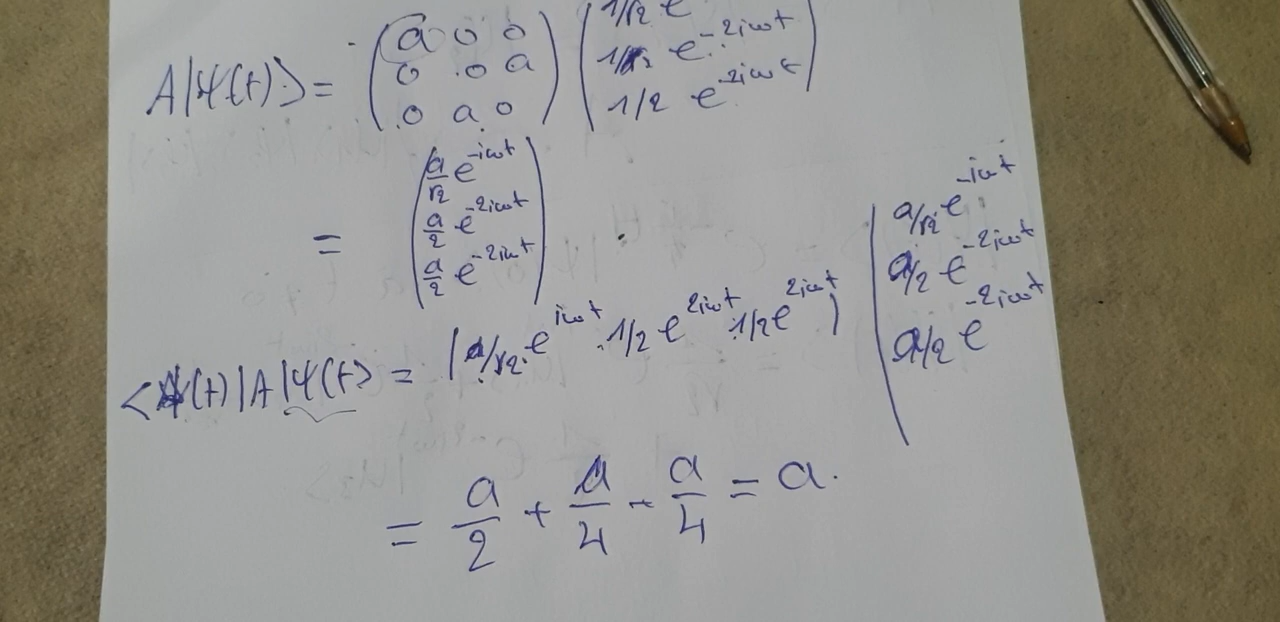 A|Ψ(t)⟩ = (a 0 0 / 0 0 a / 0 a 0) (1/√2 e / 1/2 e^{-2iωt} / 1/2 e^{-2iωt})
= (a/√2 e^{-iωt} / a/2 e^{-2iωt} / a/2 e^{-2iωt})
⟨Ψ(t)|A|Ψ(t)⟩ = (1/√2 e^{iωt} . 1/2 e^{2iωt} . 1/2 e^{2iωt}) (a/√2 e^{-iωt} / a/2 e^{-2iωt} / a/2 e^{-2iωt})
= a/2 + a/4 + a/4 = a.